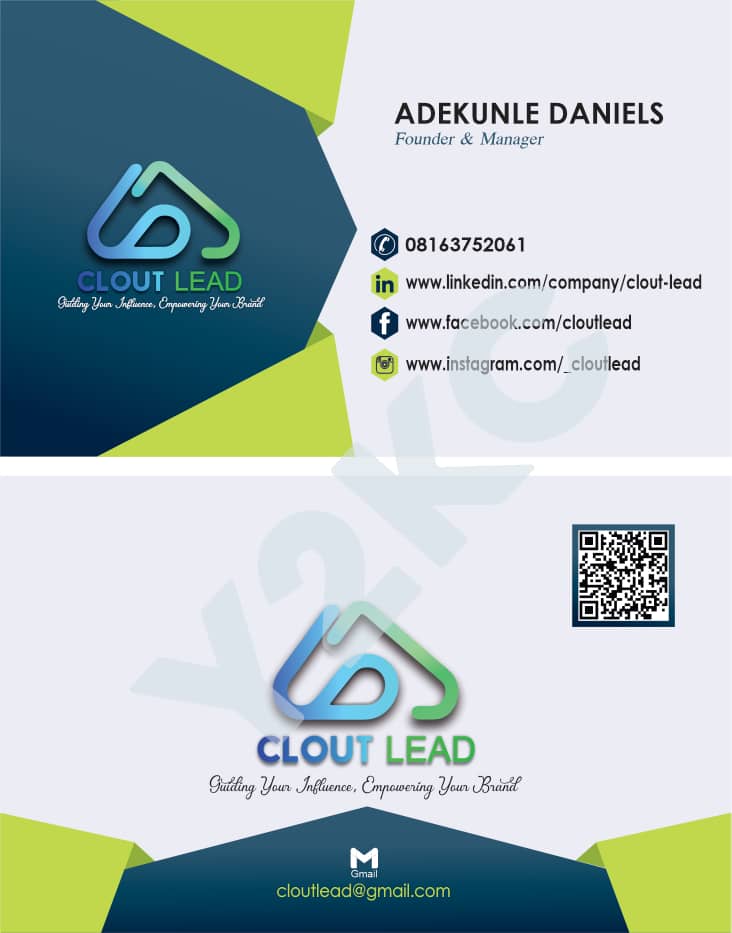 ADEKUNLE DANIELS
Founder & Manager
CLOUT LEAD
Guiding Your Influence, Empowering Your Brand
08163752061
in
www.linkedin.com/company/clout-lead
f
www.facebook.com/cloutlead
www.instagram.com/_cloutlead
Y2KC
CLOUT LEAD
Guiding Your Influence, Empowering Your Brand
M
Gmail
cloutlead@gmail.com